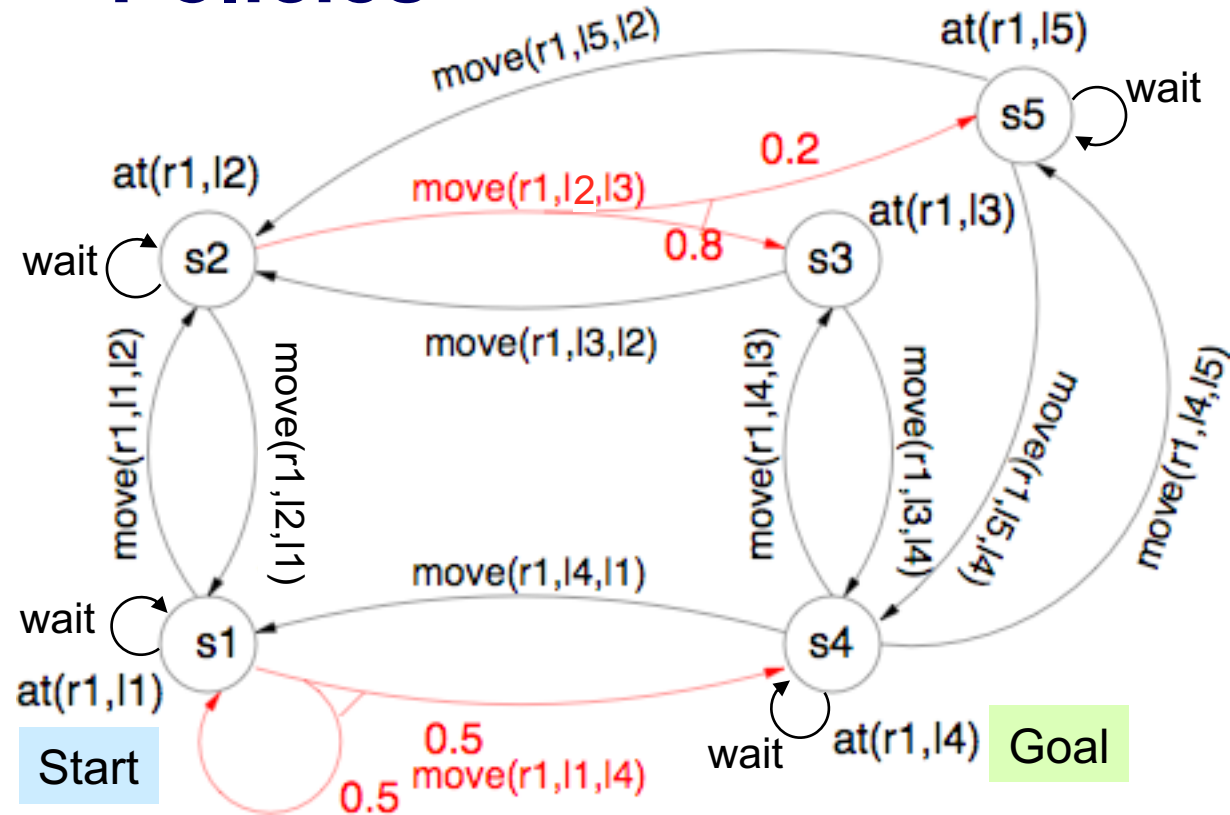 Policies
at(r1,l5)
move(r1,l5,l2)
wait
s5
0.2
at(r1,l2)
move(r1,l2,l3)
at(r1,l3)
0.8
wait
s2
s3
move(r1,l3,l2)
move(r1,l1,l2)
move(r1,l2,l1)
move(r1,l4,l3)
move(r1,l3,l4)
move(r1,l5,l4)
move(r1,l4,l5)
move(r1,l4,l1)
wait
s1
s4
at(r1,l1)
0.5
wait
at(r1,l4)
Goal
Start
move(r1,l1,l4)
0.5